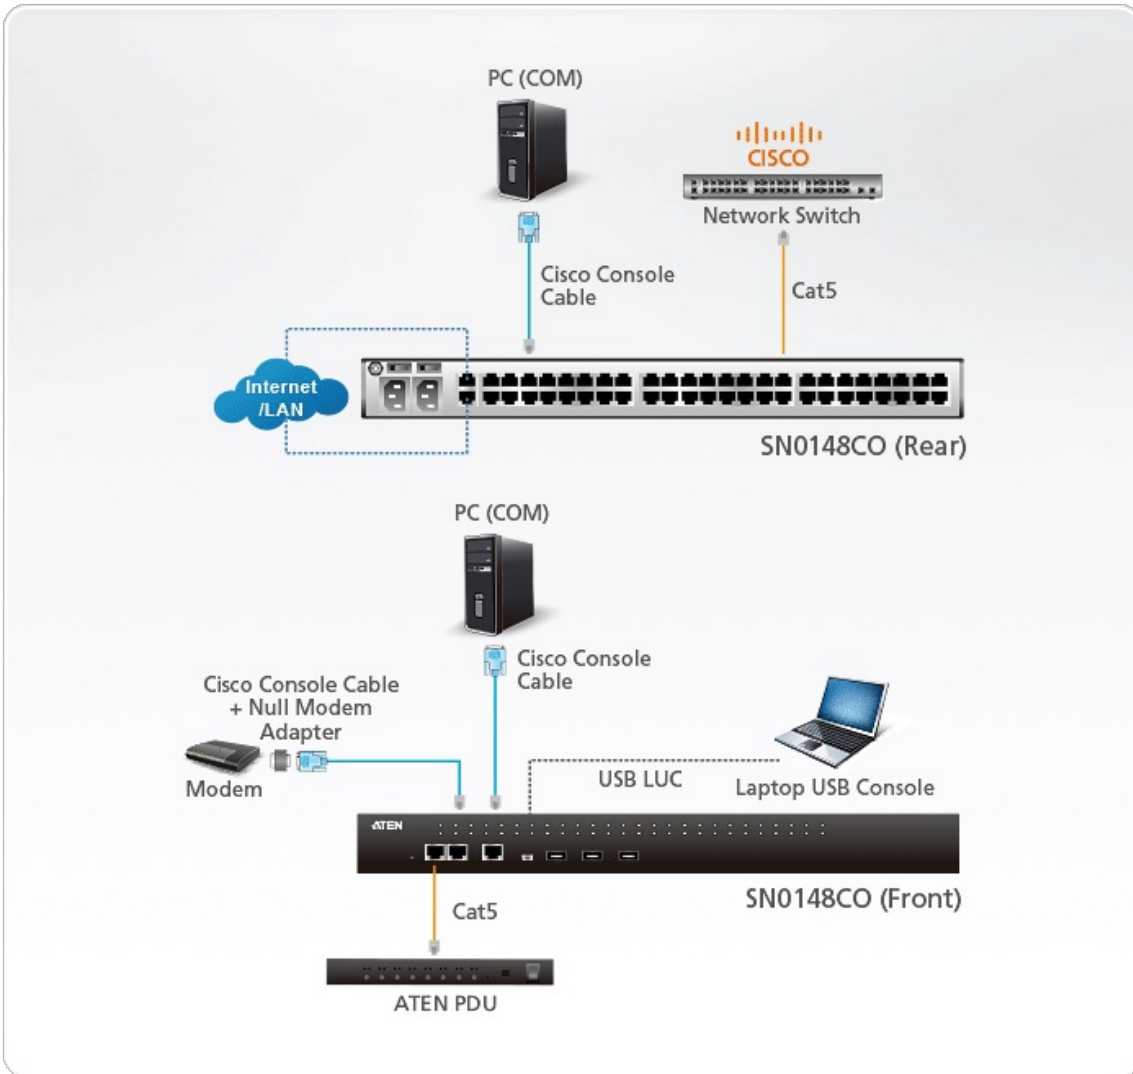 PC (COM)
CISCO
Network Switch
Cisco Console
Cable
Cat5
Internet
/LAN
SN0148CO (Rear)
PC (COM)
Cisco Console
Cable
Cisco Console Cable
+ Null Modem
Adapter
Modem
USB LUC
Laptop USB Console
ATEN
SN0148CO (Front)
Cat5
ATEN PDU